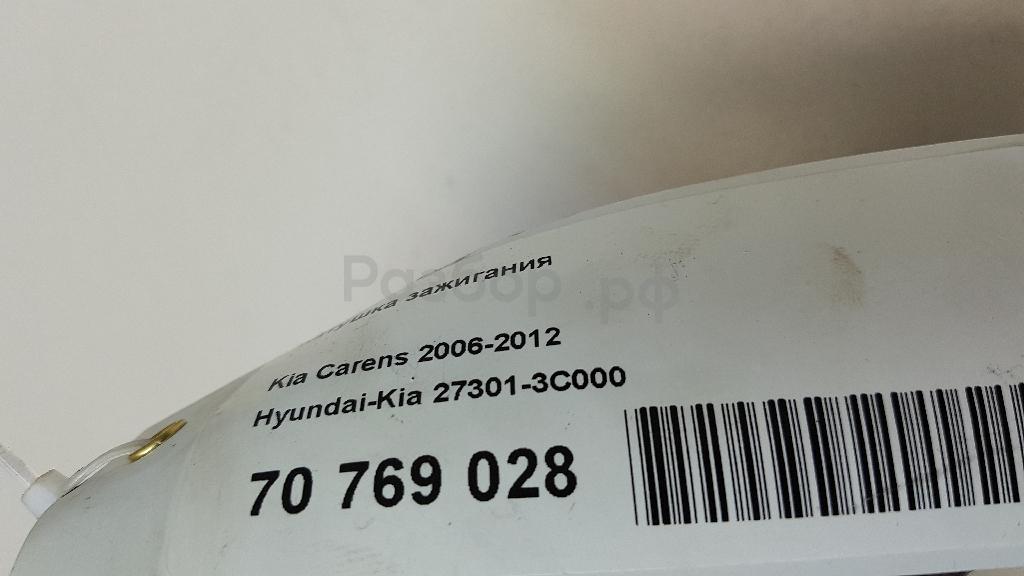 зажигания
Kia Carens 2006-2012
Hyundai-Kia 27301-3C000
70 769 028
Разбор.рф